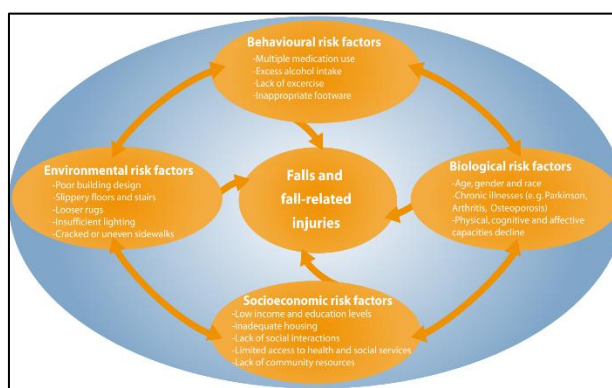 Behavioural risk factors
-Multiple medication use
-Excess alcohol intake
-Lack of excercise
-Inappropriate footware
Environmental risk factors
-Poor building design
-Slippery floors and stairs
-Looser rugs
-Insufficient lighting
-Cracked or uneven sidewalks
Falls and
fall-related
injuries
Biological risk factors
-Age, gender and race
-Chronic illnesses (e. g. Parkinson,
Arthritis, Osteoporosis)
-Physical, cognitive and affective
capacities decline
Socioeconomic risk factors
-Low income and education levels
-Inadequate housing
-Lack of social interactions
-Limited access to health and social services
-Lack of community resources